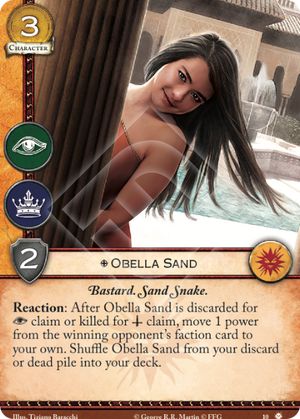 3
Character
2
Obella Sand
Bastard. Sand Snake.
Reaction: After Obella Sand is discarded for
claim or killed for claim, move 1 power
from the winning opponent's faction card to
your own. Shuffle Obella Sand from your discard
or dead pile into your deck.
Illus. Tiziano Baracchi © George R.R. Martin © FFG 10